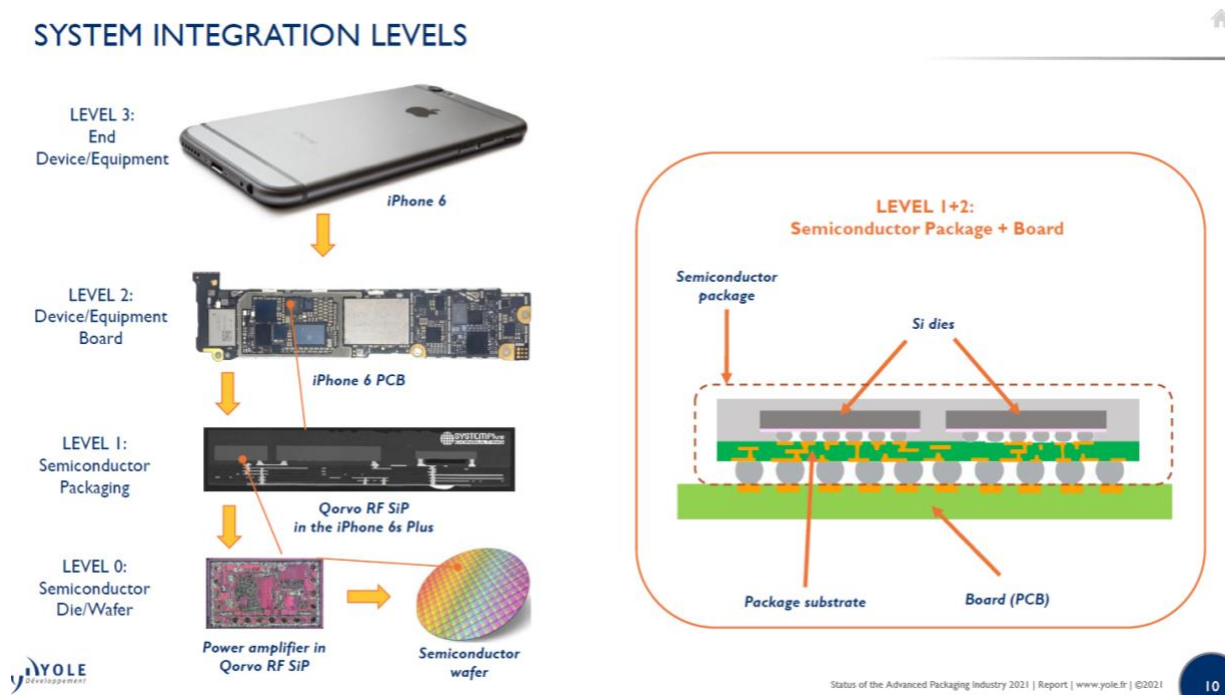 SYSTEM INTEGRATION LEVELS
LEVEL 3:
End
Device/Equipment
iPhone 6
LEVEL 2:
Device/Equipment
Board
iPhone 6 PCB
LEVEL 1:
Semiconductor
Packaging
SYSTEMPlus
CONSULTING
Qorvo RF SiP
in the iPhone 6s Plus
LEVEL 0:
Semiconductor
Die/Wafer
Power amplifier in
Qorvo RF SiP
Semiconductor
wafer
LEVEL 1+2:
Semiconductor Package + Board
Semiconductor
package
Si dies
Package substrate
Board (PCB)
YOLE
Développement
Status of the Advanced Packaging Industry 2021 | Report | www.yole.fr | ©2021
10